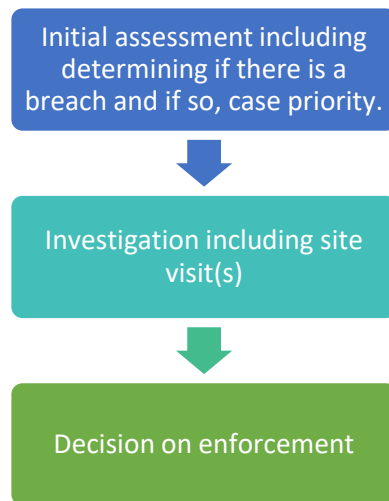 Initial assessment including
determining if there is a
breach and if so, case priority.
Investigation including site
visit(s)
Decision on enforcement